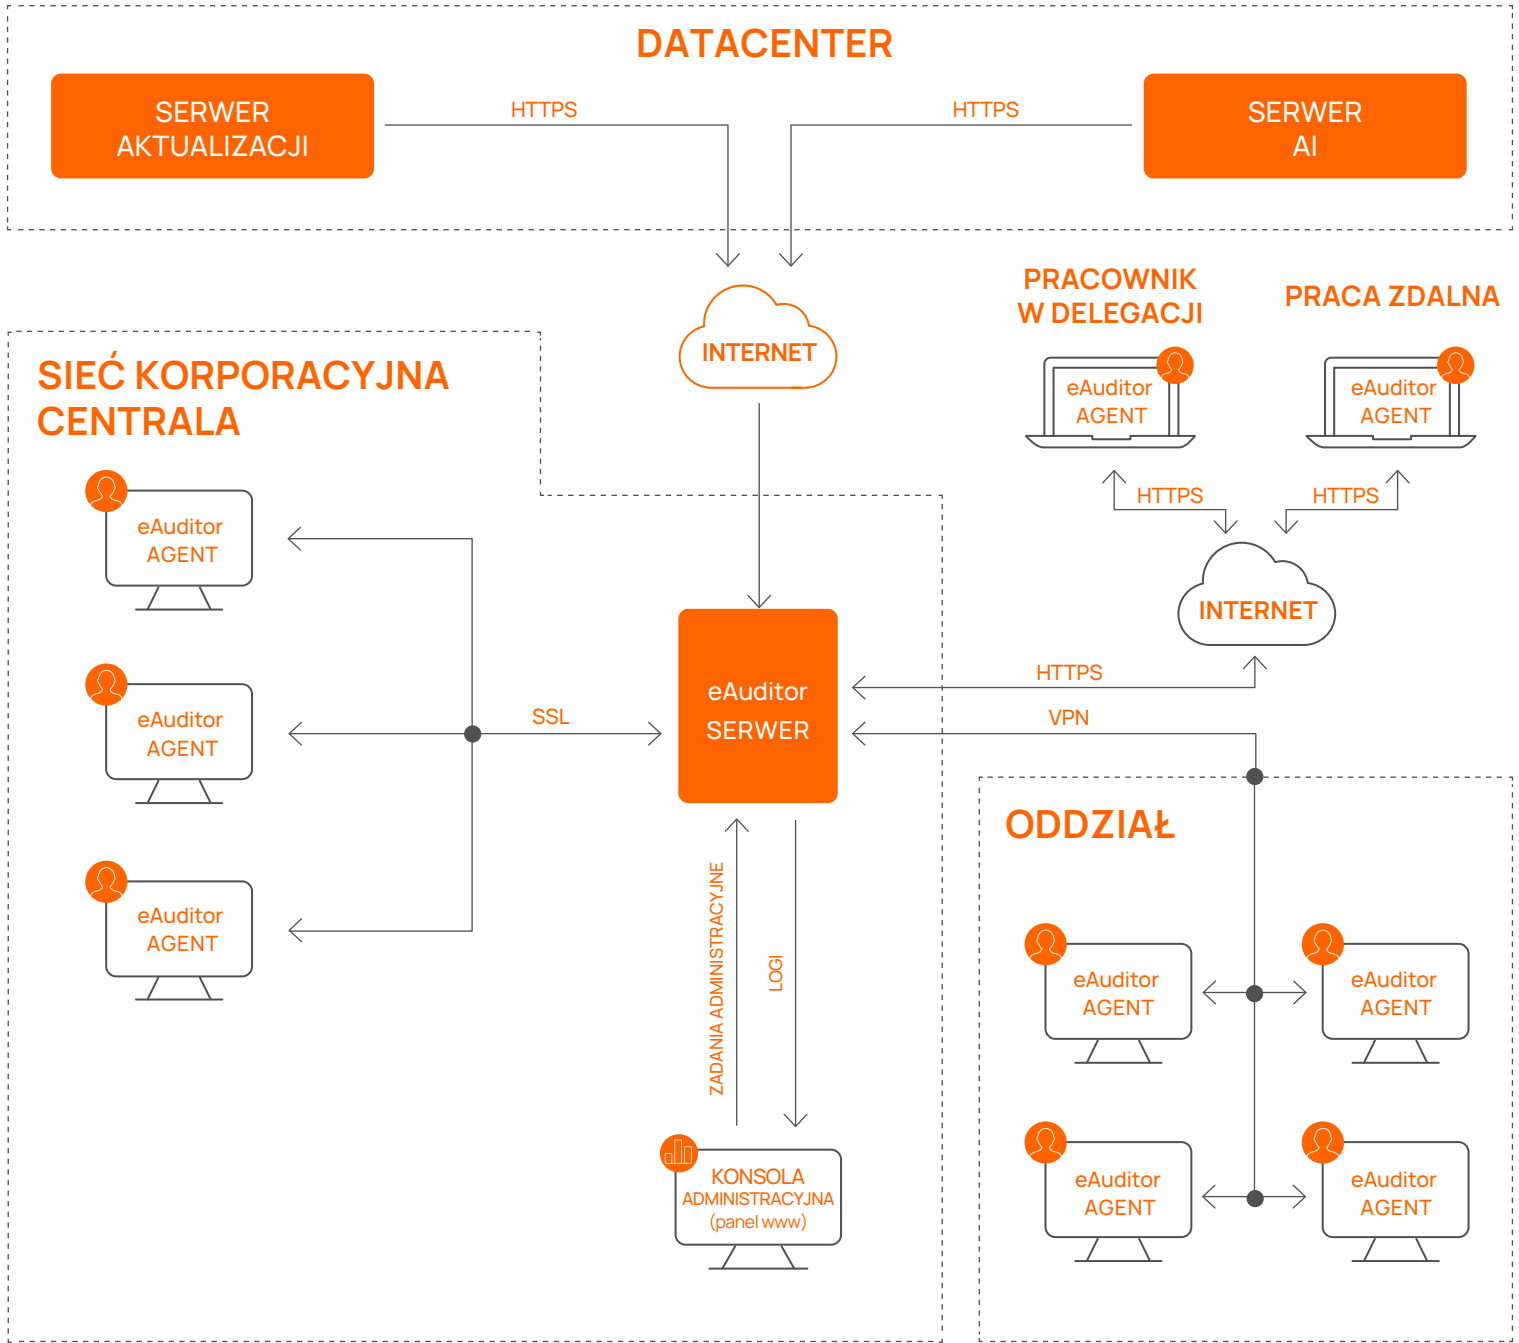 DATACENTER
SERWER
AKTUALIZACJI
HTTPS
HTTPS
SERWER
AI
INTERNET
PRACOWNIK
W DELEGACJI
PRACA ZDALNA
eAuditor
AGENT
eAuditor
AGENT
HTTPS
HTTPS
INTERNET
SIEĆ KORPORACYJNA
CENTRALA
eAuditor
AGENT
eAuditor
AGENT
eAuditor
AGENT
SSL
eAuditor
SERWER
HTTPS
VPN
ZADANIA ADMINISTRACYJNE
LOGI
KONSOLA
ADMINISTRACYJNA
(panel www)
ODDZIAŁ
eAuditor
AGENT
eAuditor
AGENT
eAuditor
AGENT
eAuditor
AGENT